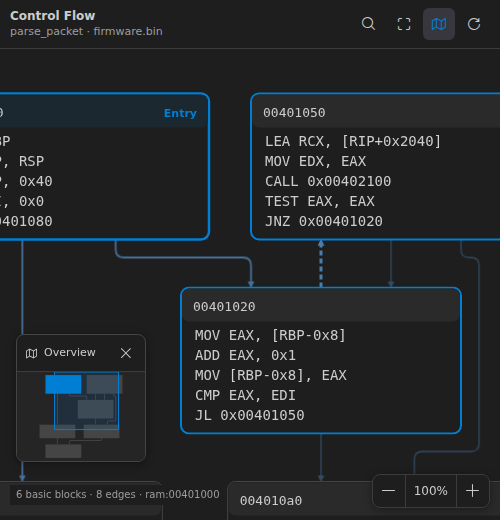 Control Flow
parse_packet · firmware.bin
Entry
, RSP
, 0x40
, 0x0
401080
00401050
LEA RCX, [RIP+0x2040]
MOV EDX, EAX
CALL 0x00402100
TEST EAX, EAX
JNZ 0x00401020
00401020
MOV EAX, [RBP-0x8]
ADD EAX, 0x1
MOV [RBP-0x8], EAX
CMP EAX, EDI
JL 0x00401050
Overview
6 basic blocks · 8 edges · ram:00401000
004010a0
100%